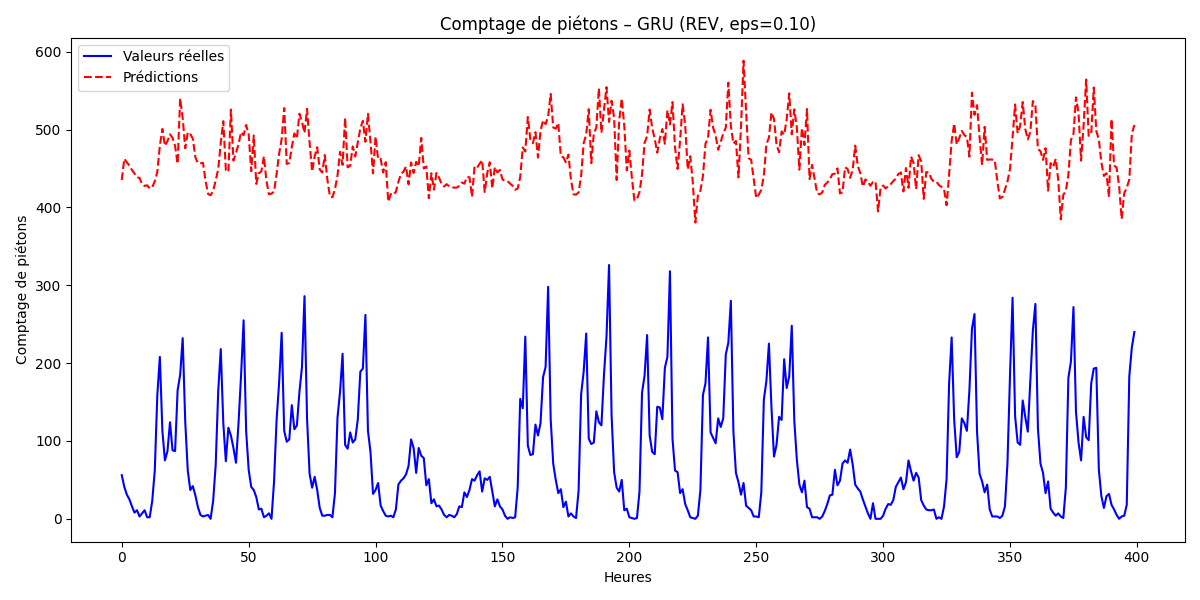 Comptage de piétons – GRU (REV, eps=0.10)
Valeurs réelles
Prédictions
Comptage de piétons
600
500
400
300
200
100
0
0 50 100 150 200 250 300 350 400
Heures